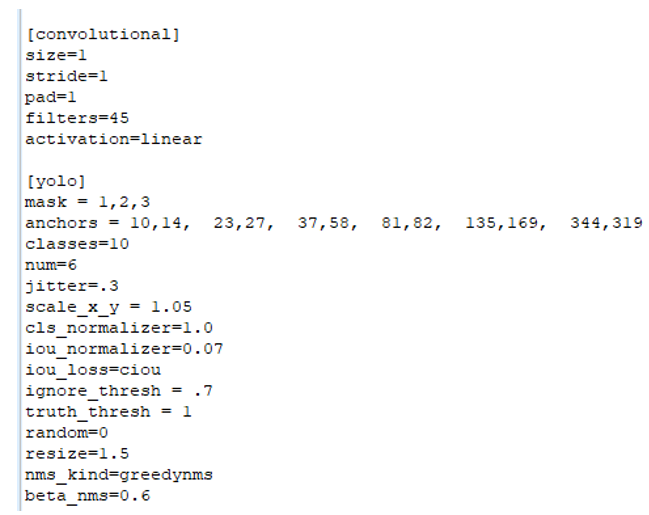 [convolutional]
size=1
stride=1
pad=1
filters=45
activation=linear

[yolo]
mask = 1,2,3
anchors = 10,14,  23,27,  37,58,  81,82,  135,169,  344,319
classes=10
num=6
jitter=.3
scale_x_y = 1.05
cls_normalizer=1.0
iou_normalizer=0.07
iou_loss=ciou
ignore_thresh = .7
truth_thresh = 1
random=0
resize=1.5
nms_kind=greedynms
beta_nms=0.6